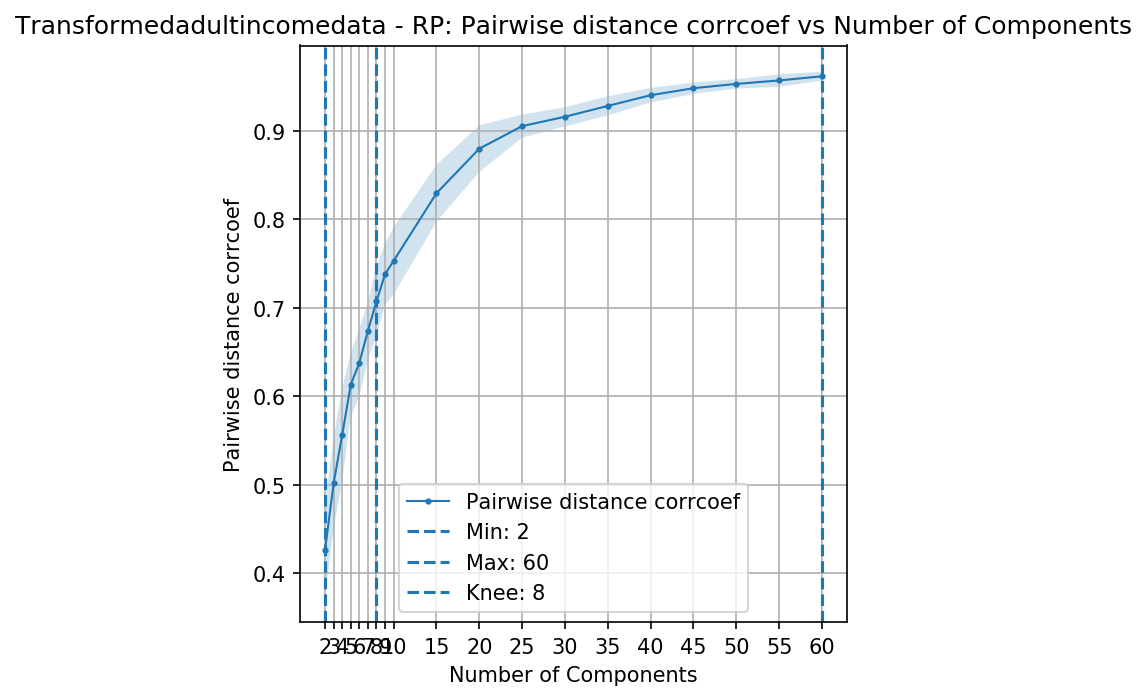 Transformedadultincomedata - RP: Pairwise distance corrcoef vs Number of Components
Pairwise distance corrcoef
0.9
0.8
0.7
0.6
0.5
0.4
Pairwise distance corrcoef
Min: 2
Max: 60
Knee: 8
2 3 4 5 6 7 8 9 10 15 20 25 30 35 40 45 50 55 60
Number of Components